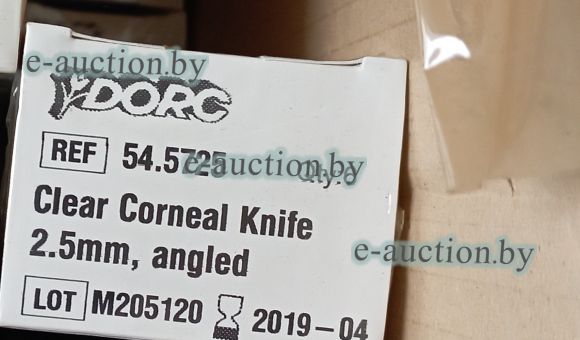 e-auction.by
DORC
REF 54.5725
e-auction.by
Clear Corneal Knife
2.5mm, angled
e-auction.by
LOT M205120 2019-04